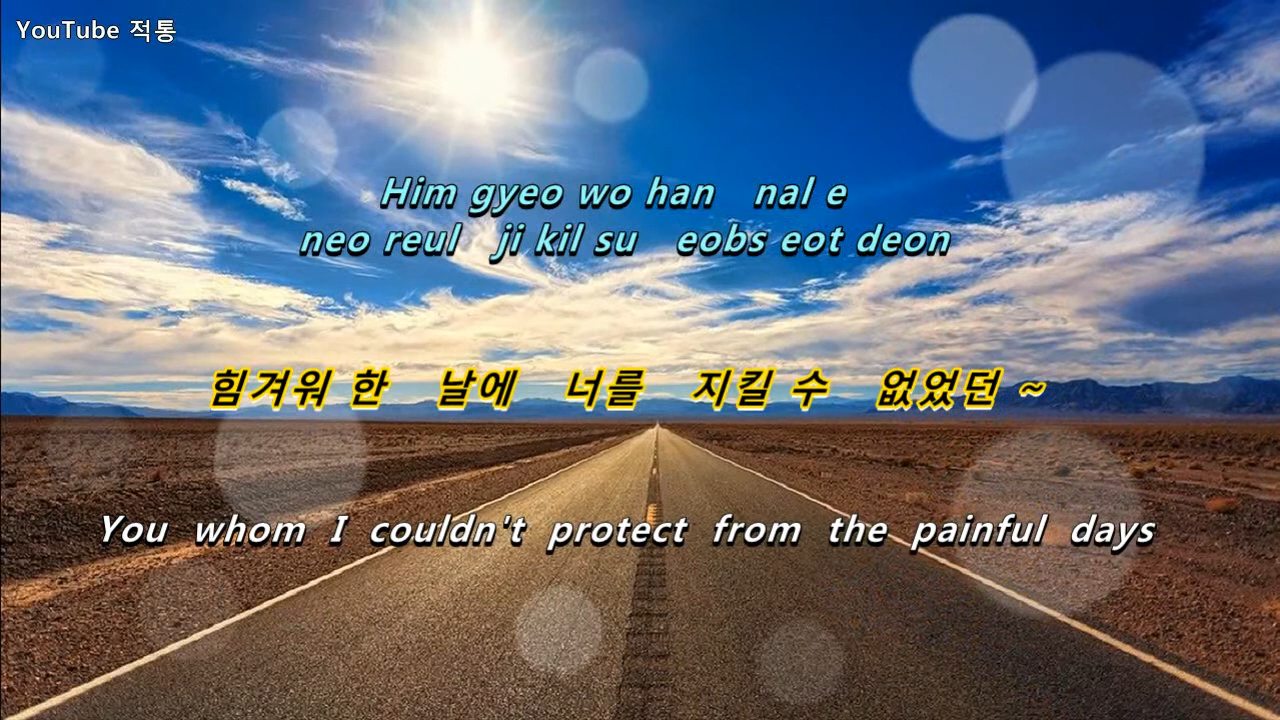 YouTube 적통
Him gyeo wo han nal e
neo reul ji kil su eobs eot deon
힘겨워 한 날에 너를 지킬 수 없었던 ~
You whom I couldn't protect from the painful days